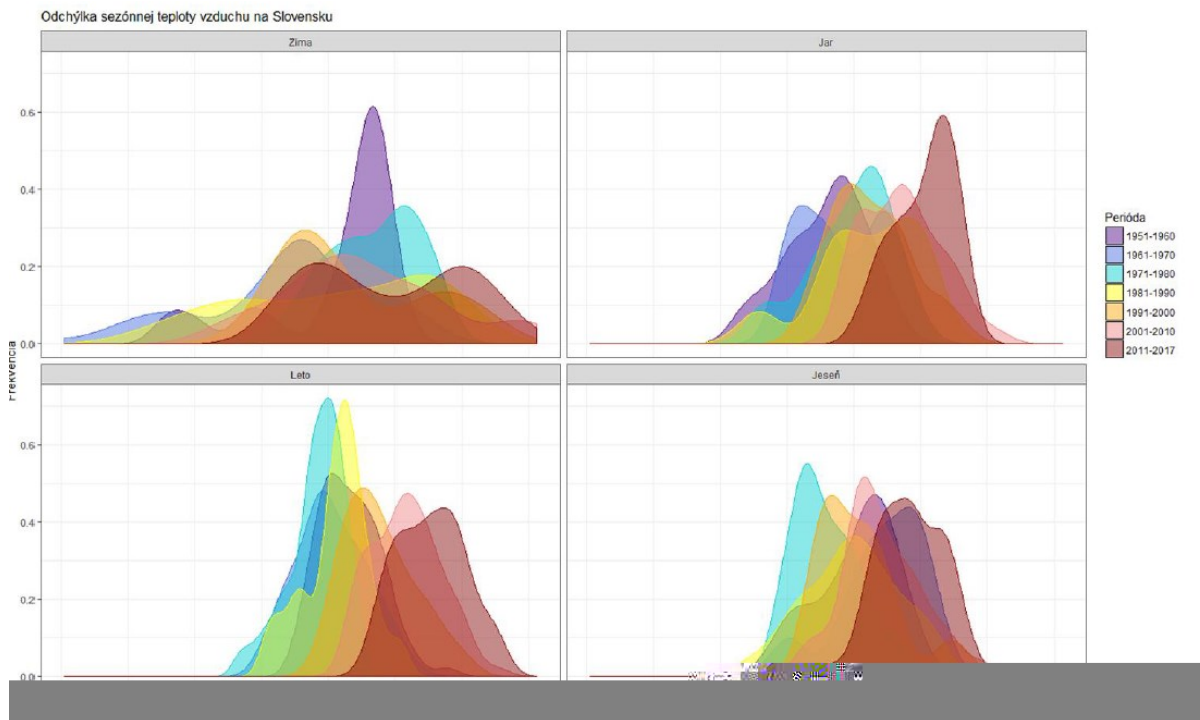 Odchýlka sezónnej teploty vzduchu na Slovensku
Zima
Jar
0.6
0.4
0.2
0.0
Frekvencia
Leto
Jeseň
0.6
0.4
0.2
0.0
Perióda
1951-1960
1961-1970
1971-1980
1981-1990
1991-2000
2001-2010
2011-2017